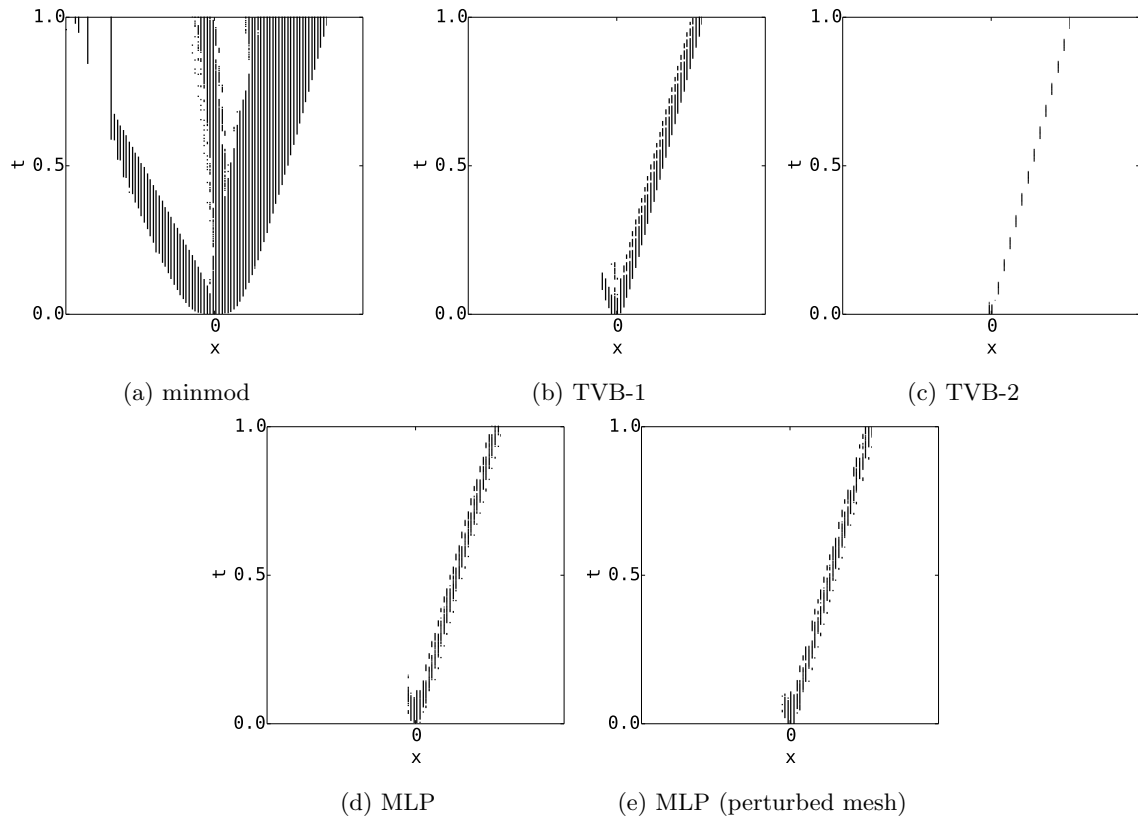 1.0 1.0 1.0
t 0.5 t 0.5 t 0.5
0.0 0.0 0.0
0 0 0
x x x
(a) minmod (b) TVB-1 (c) TVB-2
1.0 1.0
t 0.5 t 0.5
0.0 0.0
0 0
x x
(d) MLP (e) MLP (perturbed mesh)